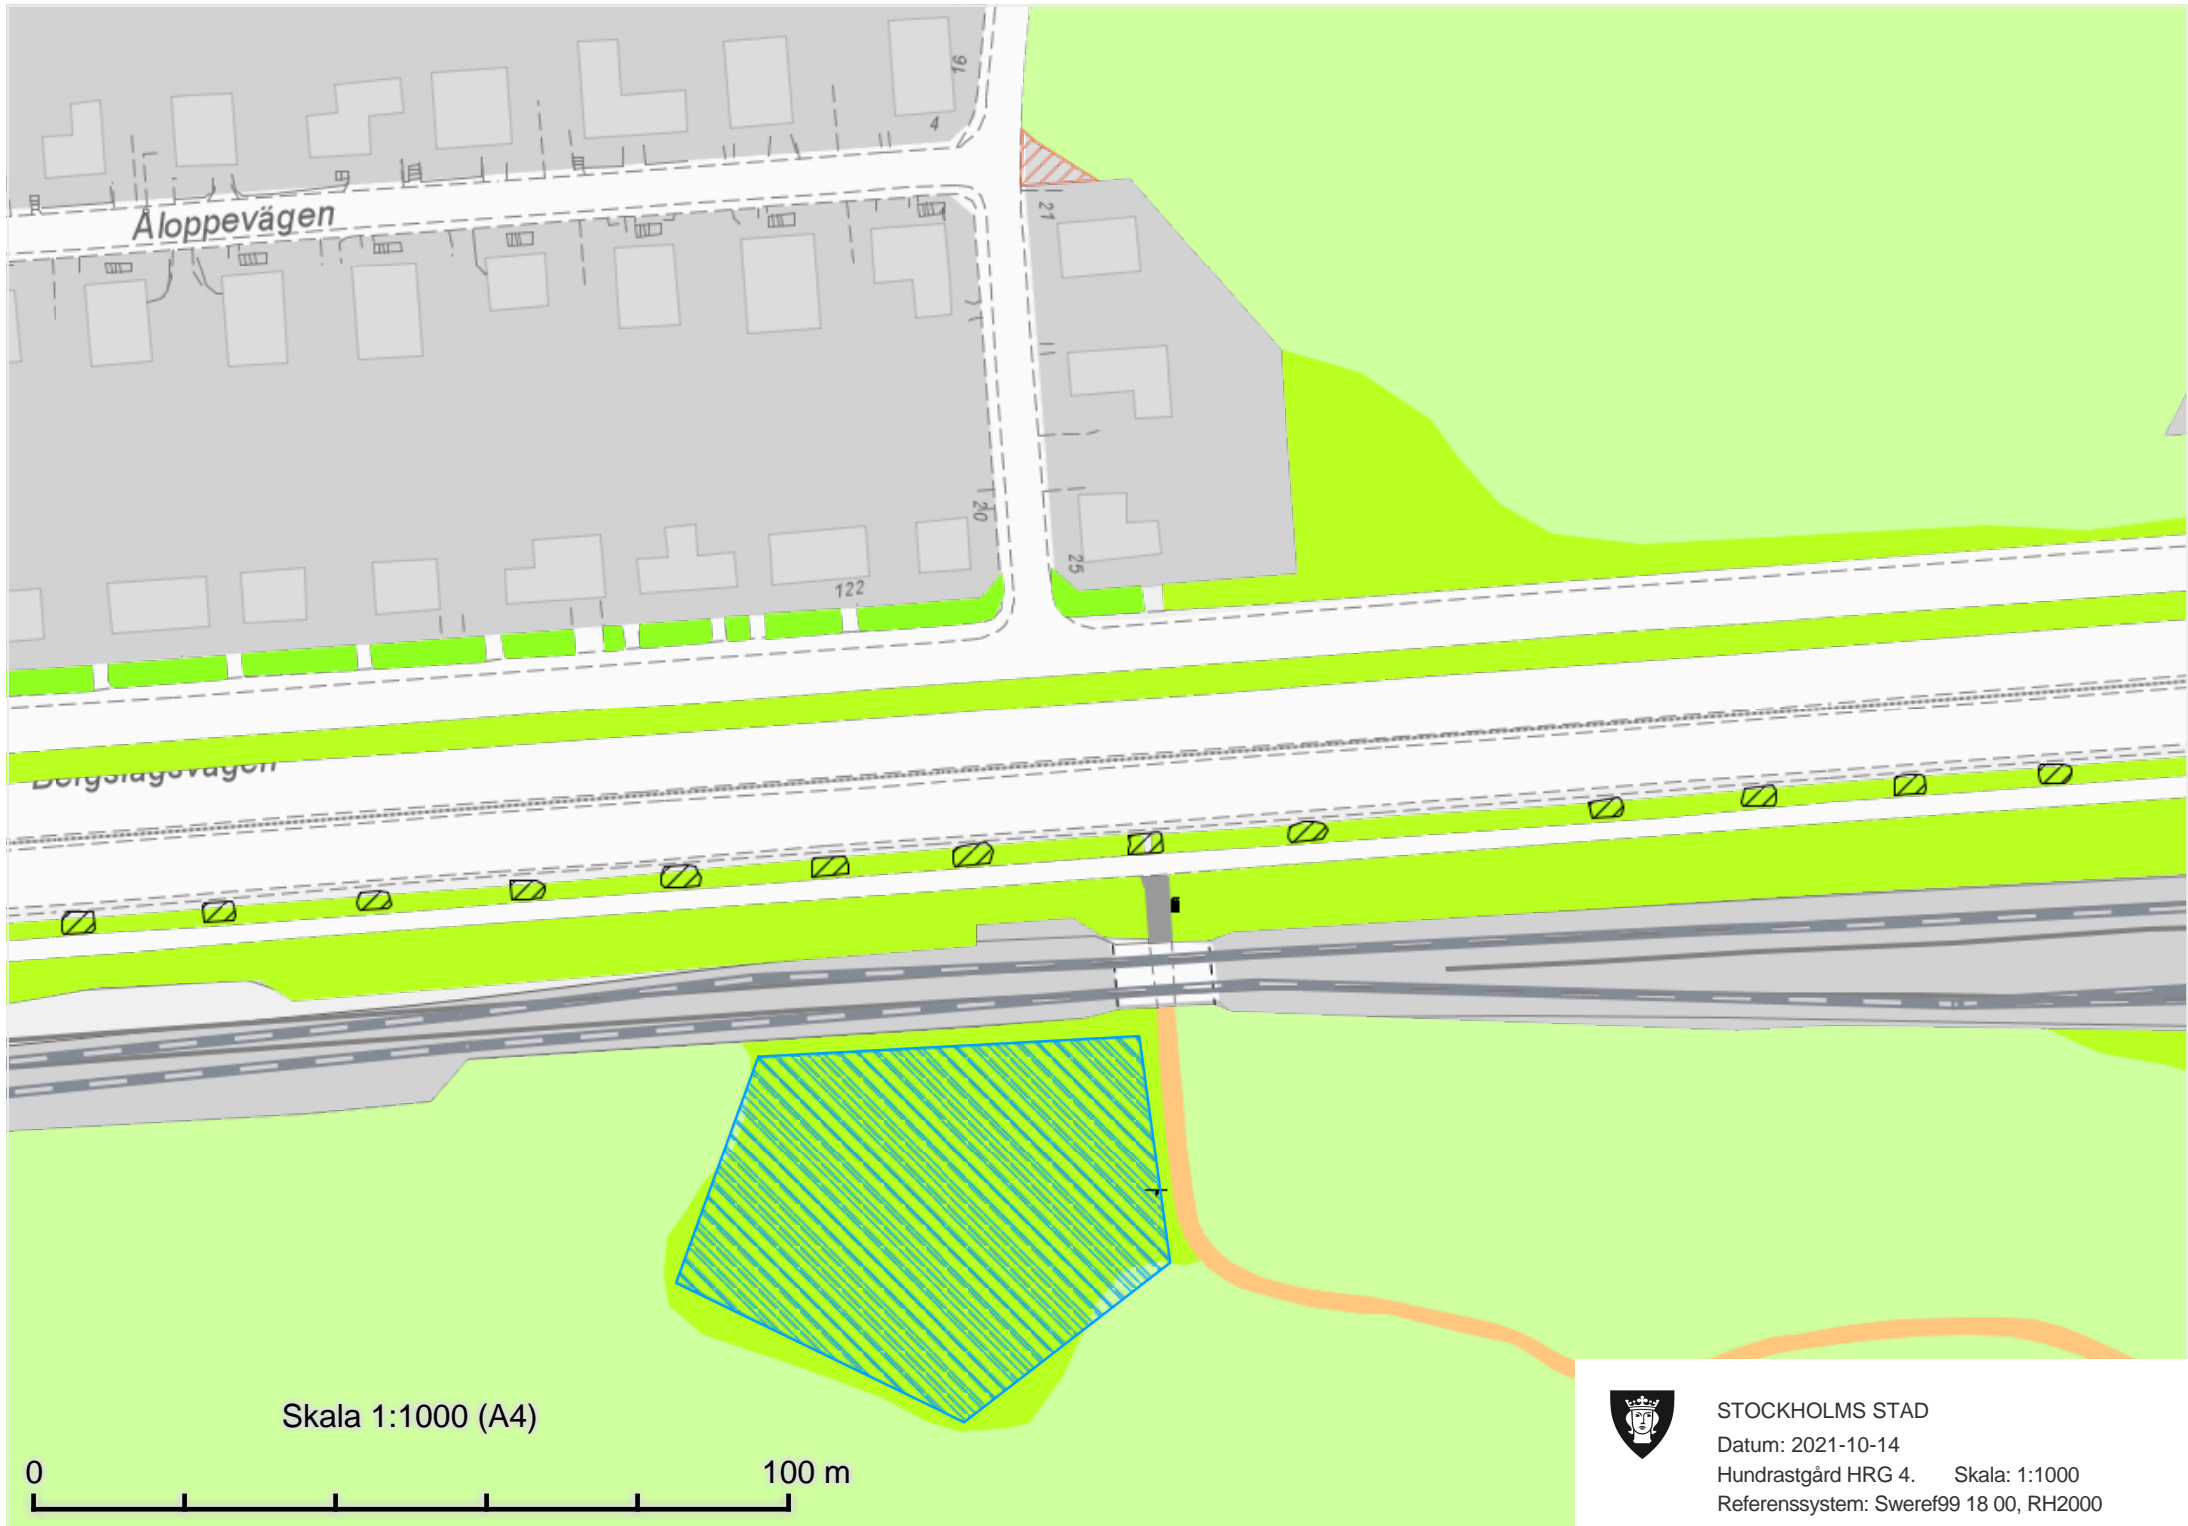 16
4
Åloppevägen
21
20
25
122
Bergslagsvägen
Skala 1:1000 (A4)
0 100 m
STOCKHOLMS STAD
Datum: 2021-10-14
Hundrastgård HRG 4. Skala: 1:1000
Referenssystem: Sweref99 18 00, RH2000